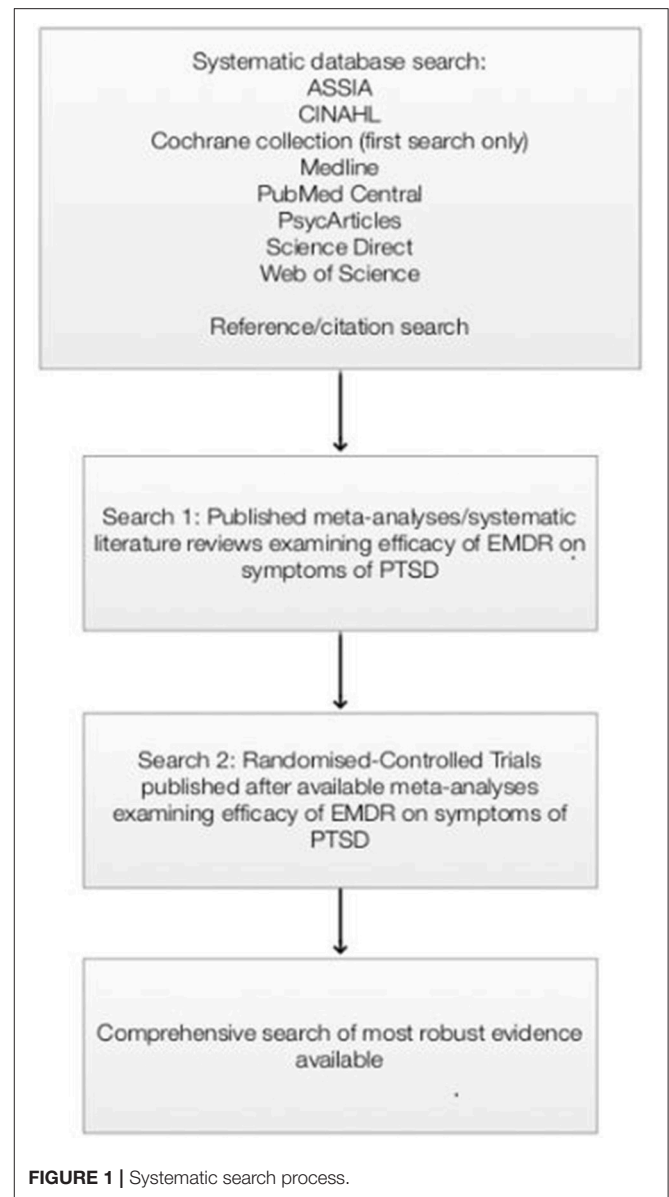 Systematic database search:
ASSIA
CINAHL
Cochrane collection (first search only)
Medline
PubMed Central
PsycArticles
Science Direct
Web of Science
Reference/citation search
Search 1: Published meta-analyses/systematic
literature reviews examining efficacy of EMDR on
symptoms of PTSD
Search 2: Randomised-Controlled Trials
published after available meta-analyses
examining efficacy of EMDR on symptoms of
PTSD
Comprehensive search of most robust evidence
available
FIGURE 1 | Systematic search process.